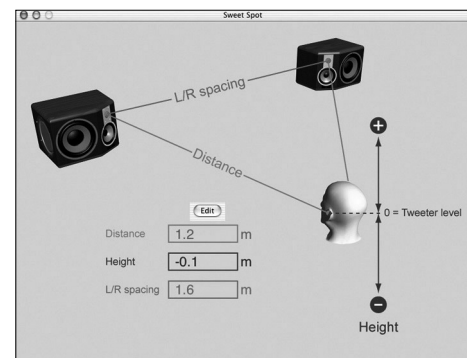 Sweet Spot
L/R spacing
Distance
+
0 = Tweeter level
Edit
Distance 1.2 m
Height -0.1 m
L/R spacing 1.6 m
−
Height